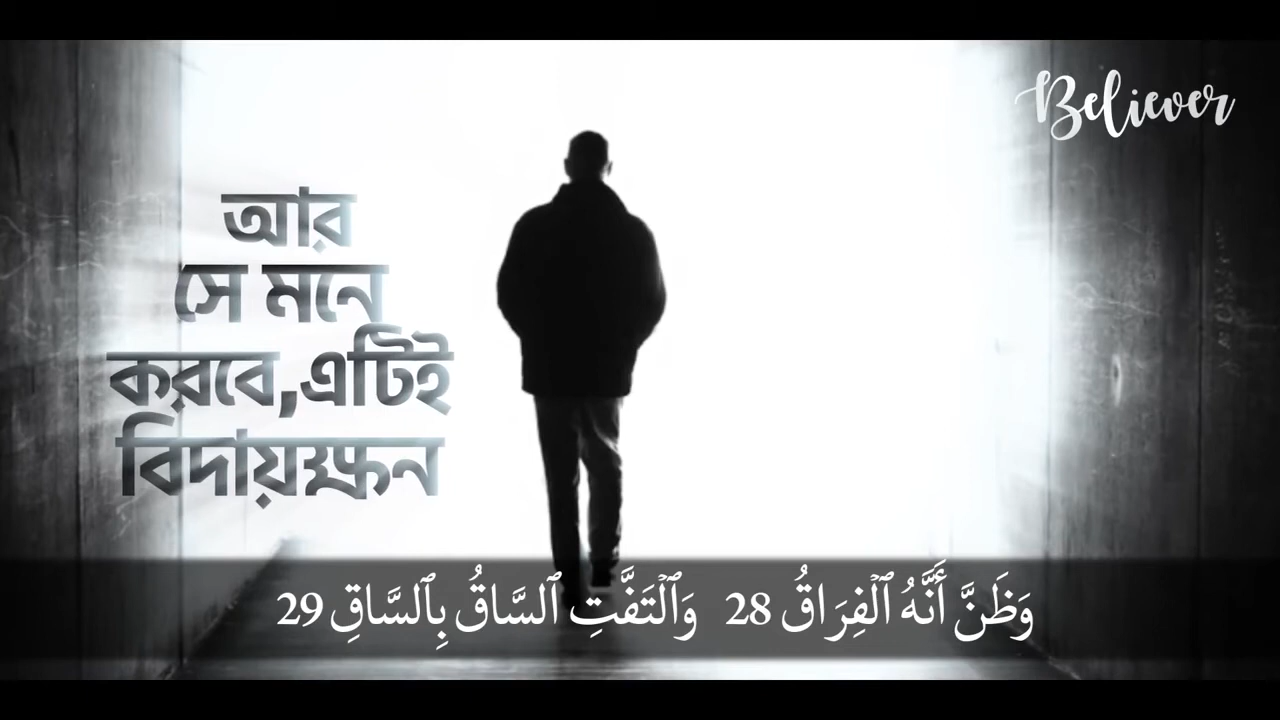 Believer
আর
সে মনে
করবে,এটিই
বিদায়ক্ষন
وَظَنَّ أَنَّهُ ٱلْفِرَاقُ 28 وَٱلْتَفَّتِ ٱلسَّاقُ بِٱلسَّاقِ 29